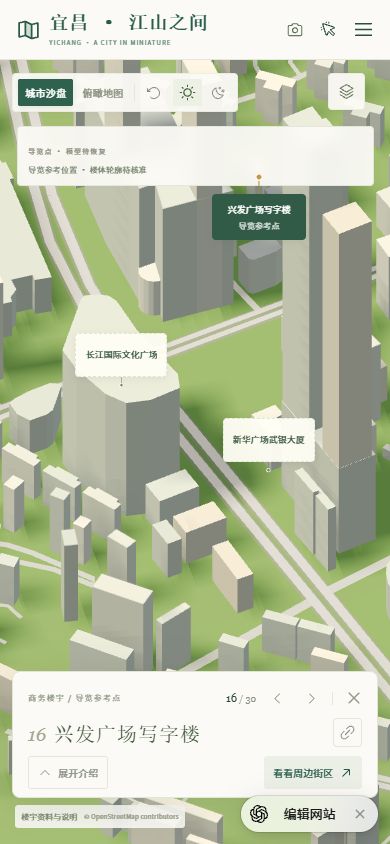 宜昌 • 江山之间
YICHANG • A CITY IN MINIATURE
城市沙盘 俯瞰地图
导览点 • 模型待恢复
导览参考位置 • 楼体轮廓待核准
兴发广场写字楼
导览参考点
长江国际文化广场
新华广场武银大厦
商务楼宇 / 导览参考点
16 / 30
16 兴发广场写字楼
展开介绍
看看周边街区
楼宇资料与说明 © OpenStreetMap contributors
编辑网站